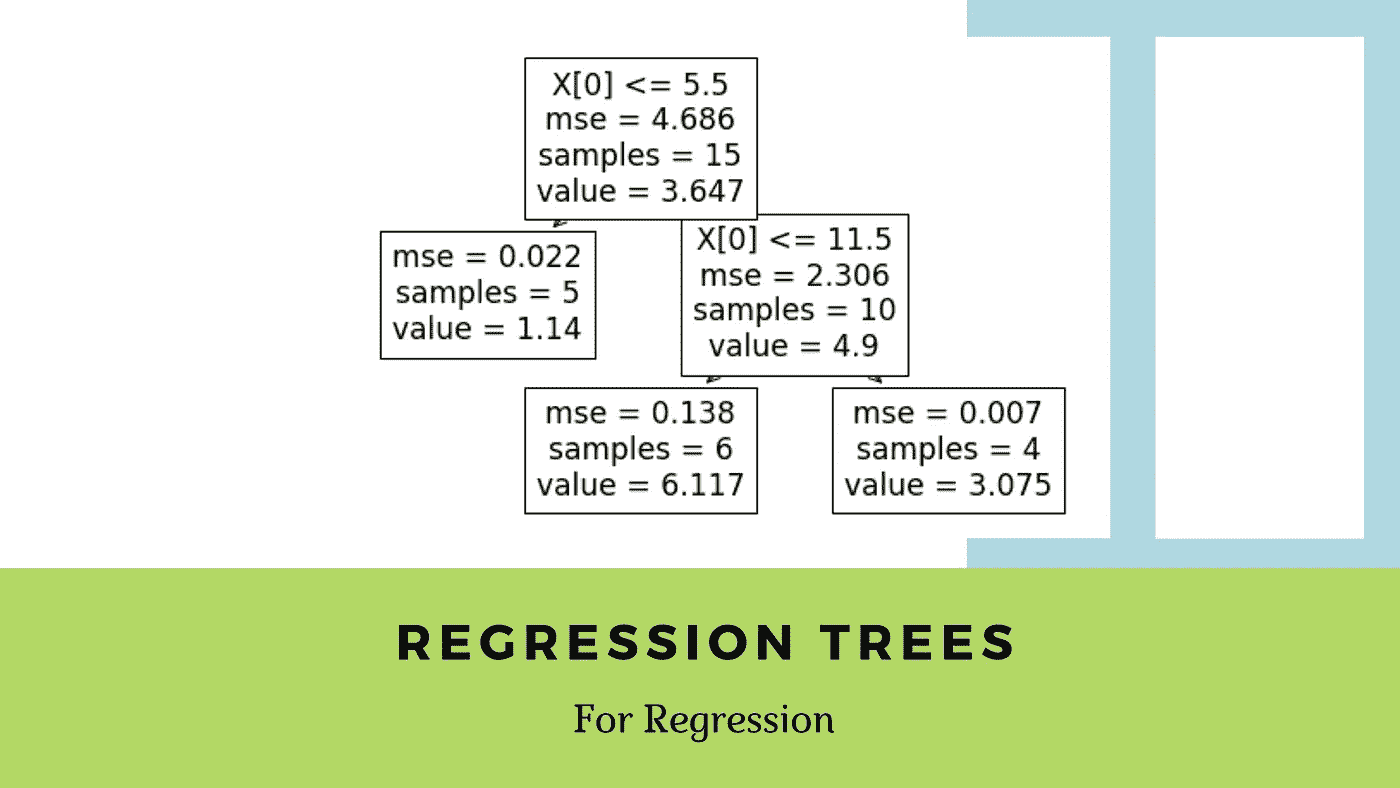 X[0] <= 5.5
mse = 4.686
samples = 15
value = 3.647
mse = 0.022
samples = 5
value = 1.14
X[0] <= 11.5
mse = 2.306
samples = 10
value = 4.9
mse = 0.138
samples = 6
value = 6.117
mse = 0.007
samples = 4
value = 3.075
REGRESSION TREES
For Regression